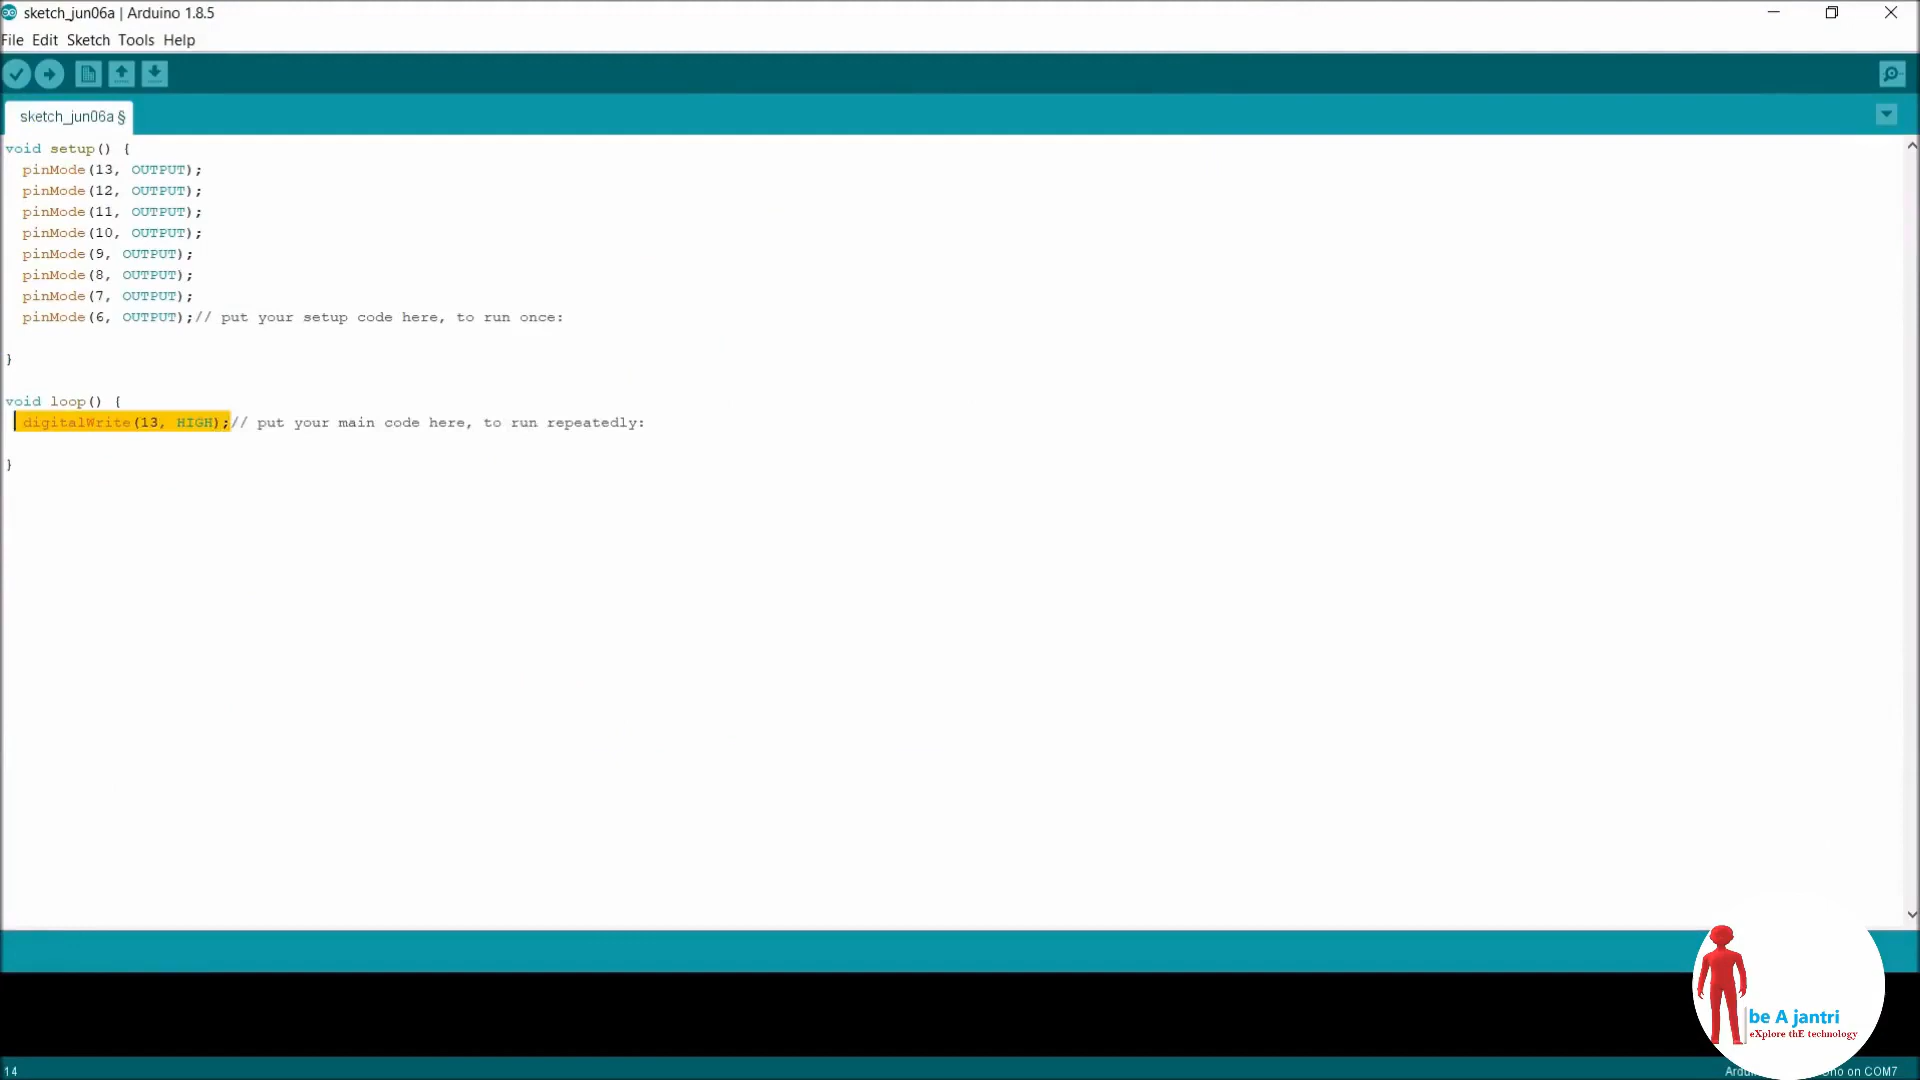 sketch_jun06a | Arduino 1.8.5
File Edit Sketch Tools Help
sketch_jun06a §
void setup() {
  pinMode(13, OUTPUT);
  pinMode(12, OUTPUT);
  pinMode(11, OUTPUT);
  pinMode(10, OUTPUT);
  pinMode(9, OUTPUT);
  pinMode(8, OUTPUT);
  pinMode(7, OUTPUT);
  pinMode(6, OUTPUT);// put your setup code here, to run once:
}
void loop() {
  digitalWrite(13, HIGH);// put your main code here, to run repeatedly:
}
be A jantri
eXplore thE technology
14
on COM7